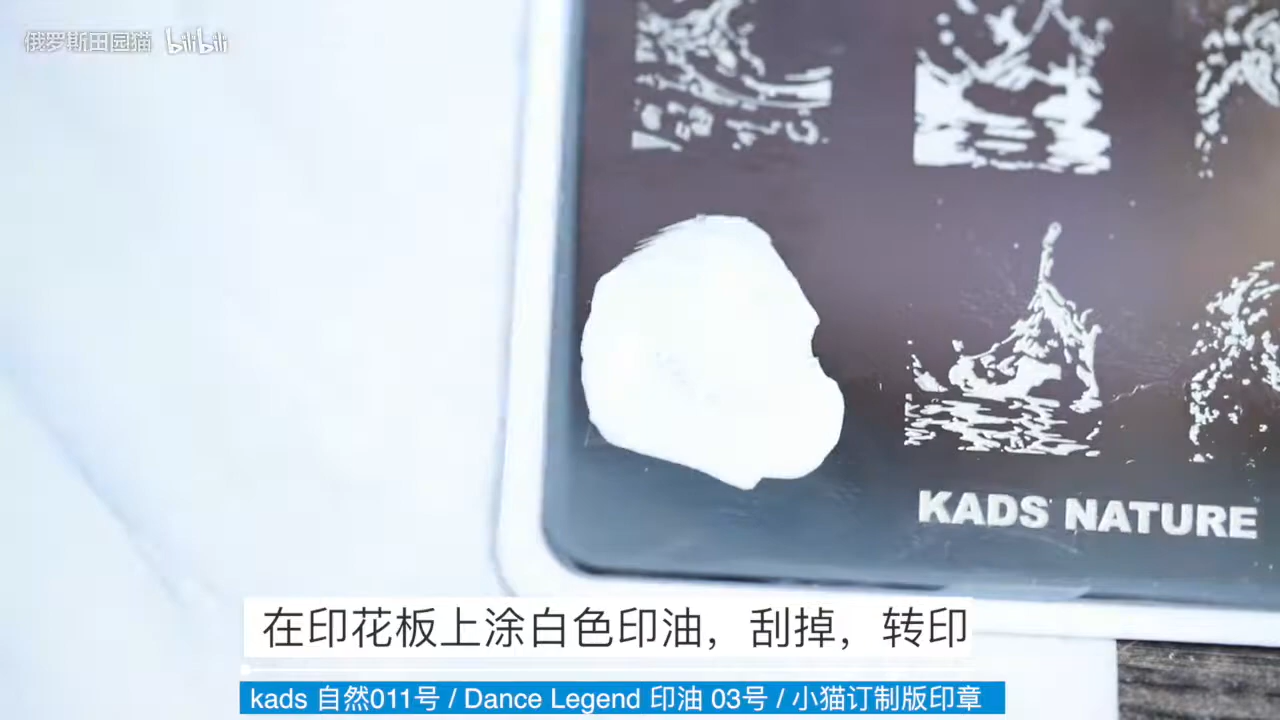 俄罗斯田园猫 bilibili
KADS NATURE
在印花板上涂白色印油，刮掉，转印
kads 自然011号 / Dance Legend 印油 03号 / 小猫订制版印章